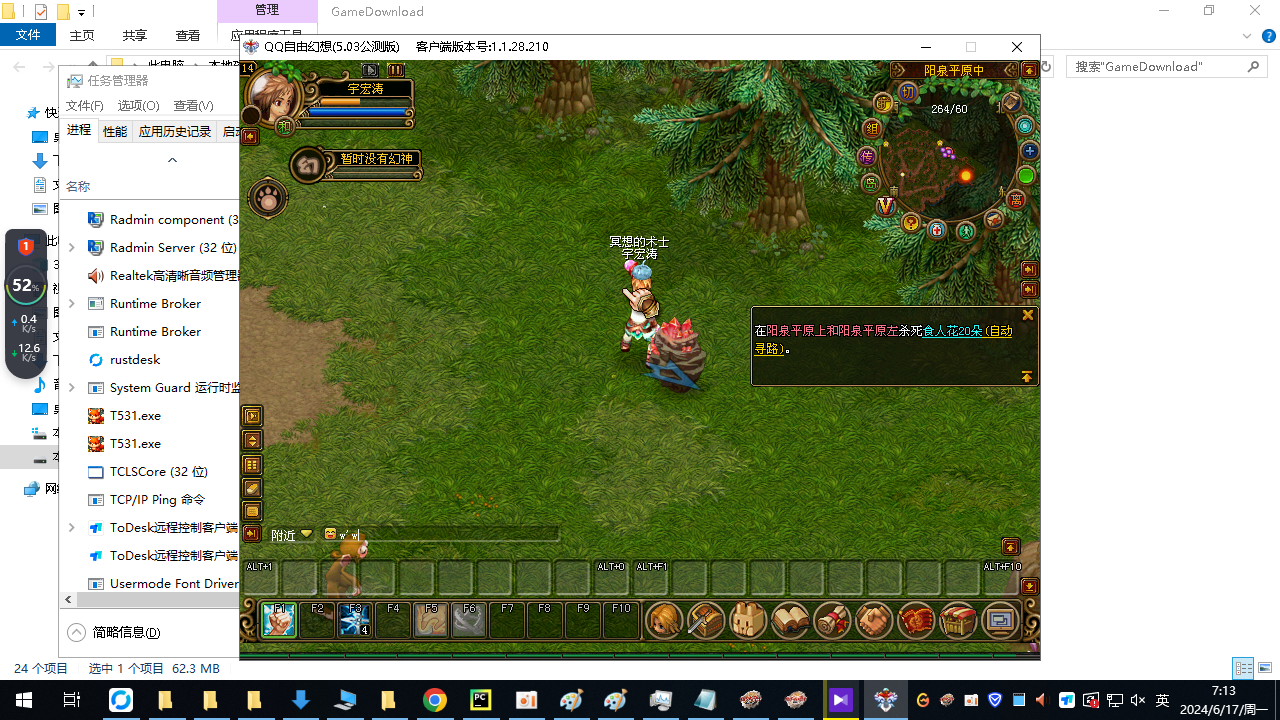 管理
GameDownload
文件
主页
共享
查看
搜索"GameDownload"
任务管理器
文件(F)
选项(O)
查看(V)
进程
性能
应用历史记录
名称
Radmin component (3
Radmin Server (32 位)
Realtek高清晰音频管理器
Runtime Broker
Runtime Broker
rustdesk
System Guard 运行时监
T531.exe
T531.exe
TCLSCore (32 位)
TCP/IP Ping 命令
ToDesk远程控制客户端
ToDesk远程控制客户端
Usermode Font Driver
简略信息(D)
1
52%
0.4
K/s
12.6
K/s
QQ自由幻想(5.03公测版) 客户端版本号:1.1.28.210
14
宇宏涛
和
幻
暂时没有幻神
阳泉平原中
264/60
切
组
传
离
冥想的术士
宇宏涛
在阳泉平原上和阳泉平原左杀死食人花20朵(自动
寻路)。
附近
w' w
ALT+1
ALT+0
ALT+F1
ALT+F10
F1
F2
F3
4
F4
F5
F6
F7
F8
F9
F10
24 个项目
选中 1 个项目 62.3 MB
英
7:13
2024/6/17/周一